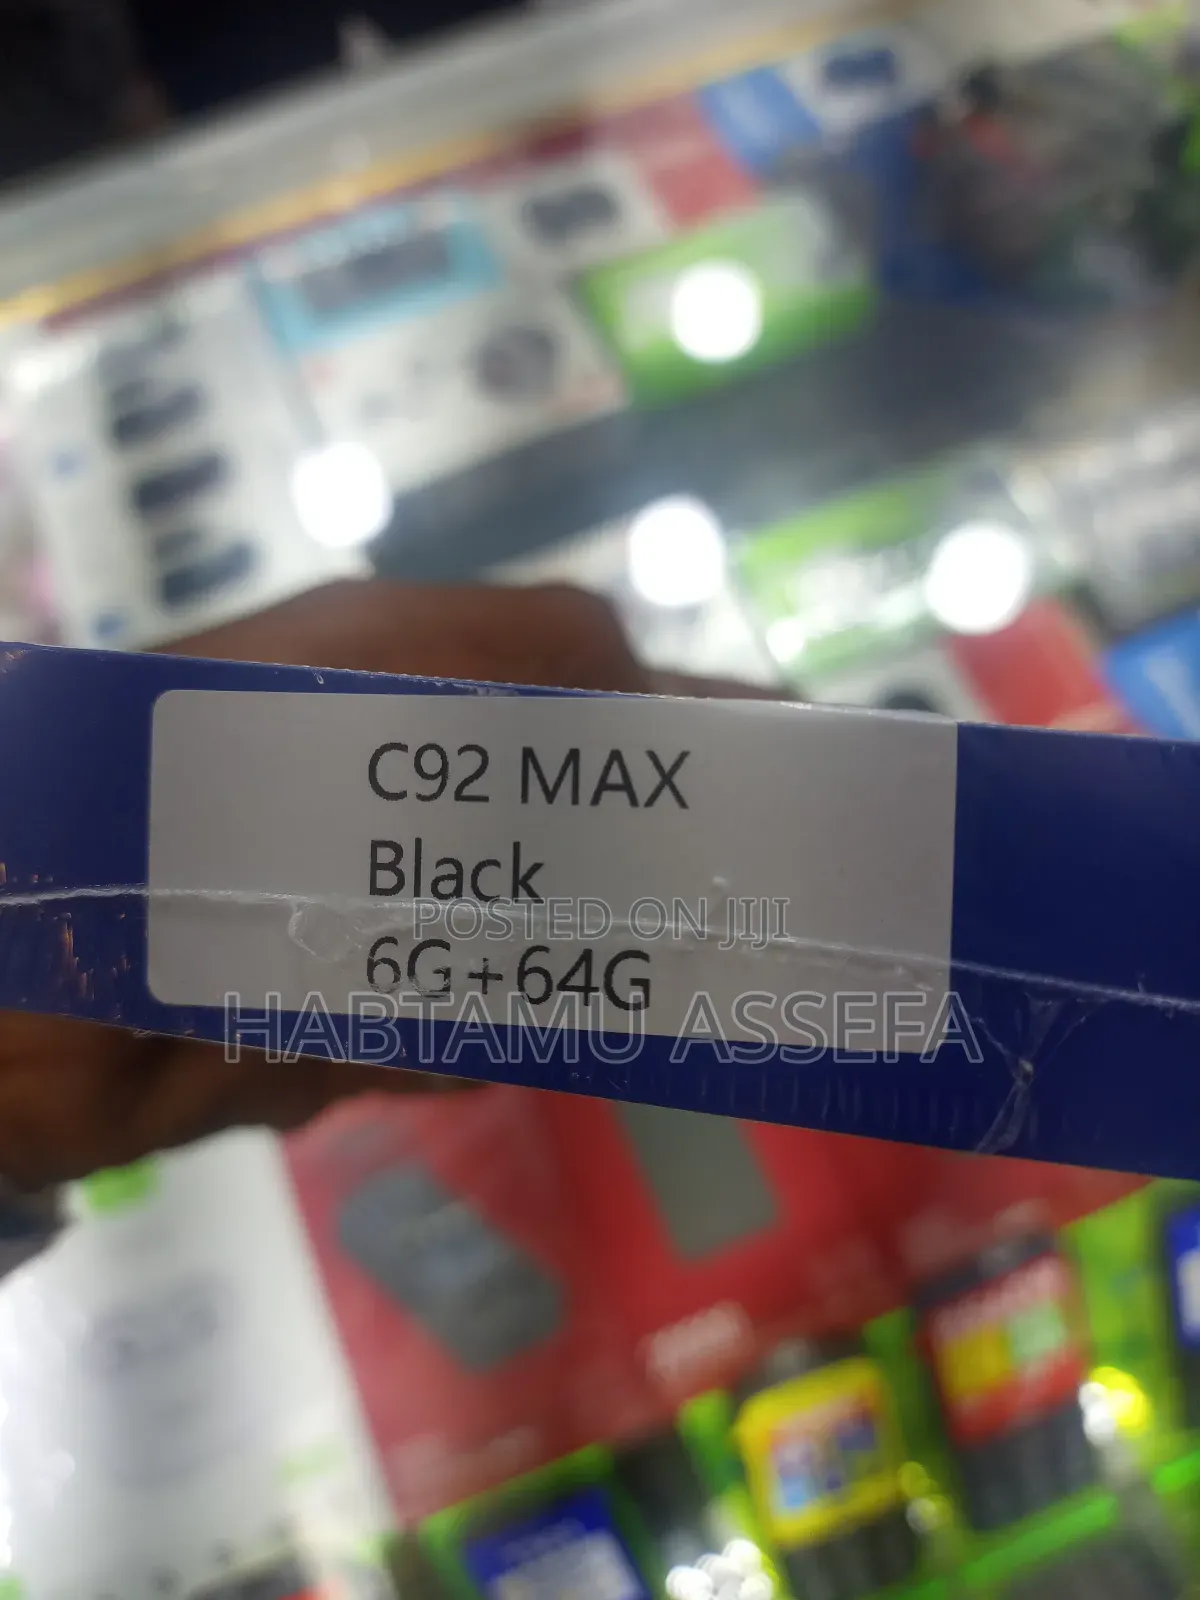 C92 MAX
Black
POSTED ON JIJI
6G+64G
HABTAMU ASSEFA